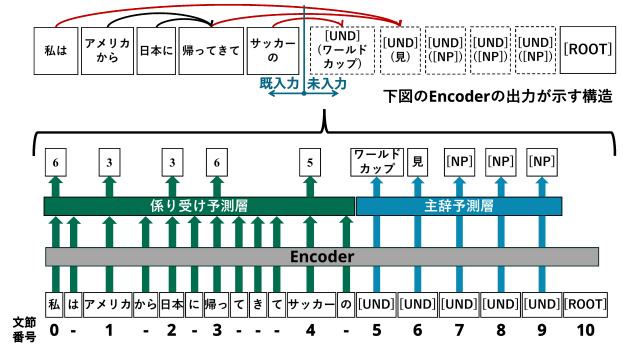 私は
アメリカ
から
日本に
帰ってきて
サッカー
の
[UND]
(ワールド
カップ)
[UND]
(見)
[UND]
([NP])
[UND]
([NP])
[UND]
([NP])
[ROOT]
既入力 未入力
下図のEncoderの出力が示す構造
6 3 3 6 5 ワールド
カップ 見 [NP] [NP] [NP]
係り受け予測層 主辞予測層
Encoder
私 は アメリカ から 日本 に 帰っ て き て サッカー の [UND] [UND] [UND] [UND] [UND] [ROOT]
文節
番号 0 - 1 - 2 - 3 - - - 4 - 5 6 7 8 9 10